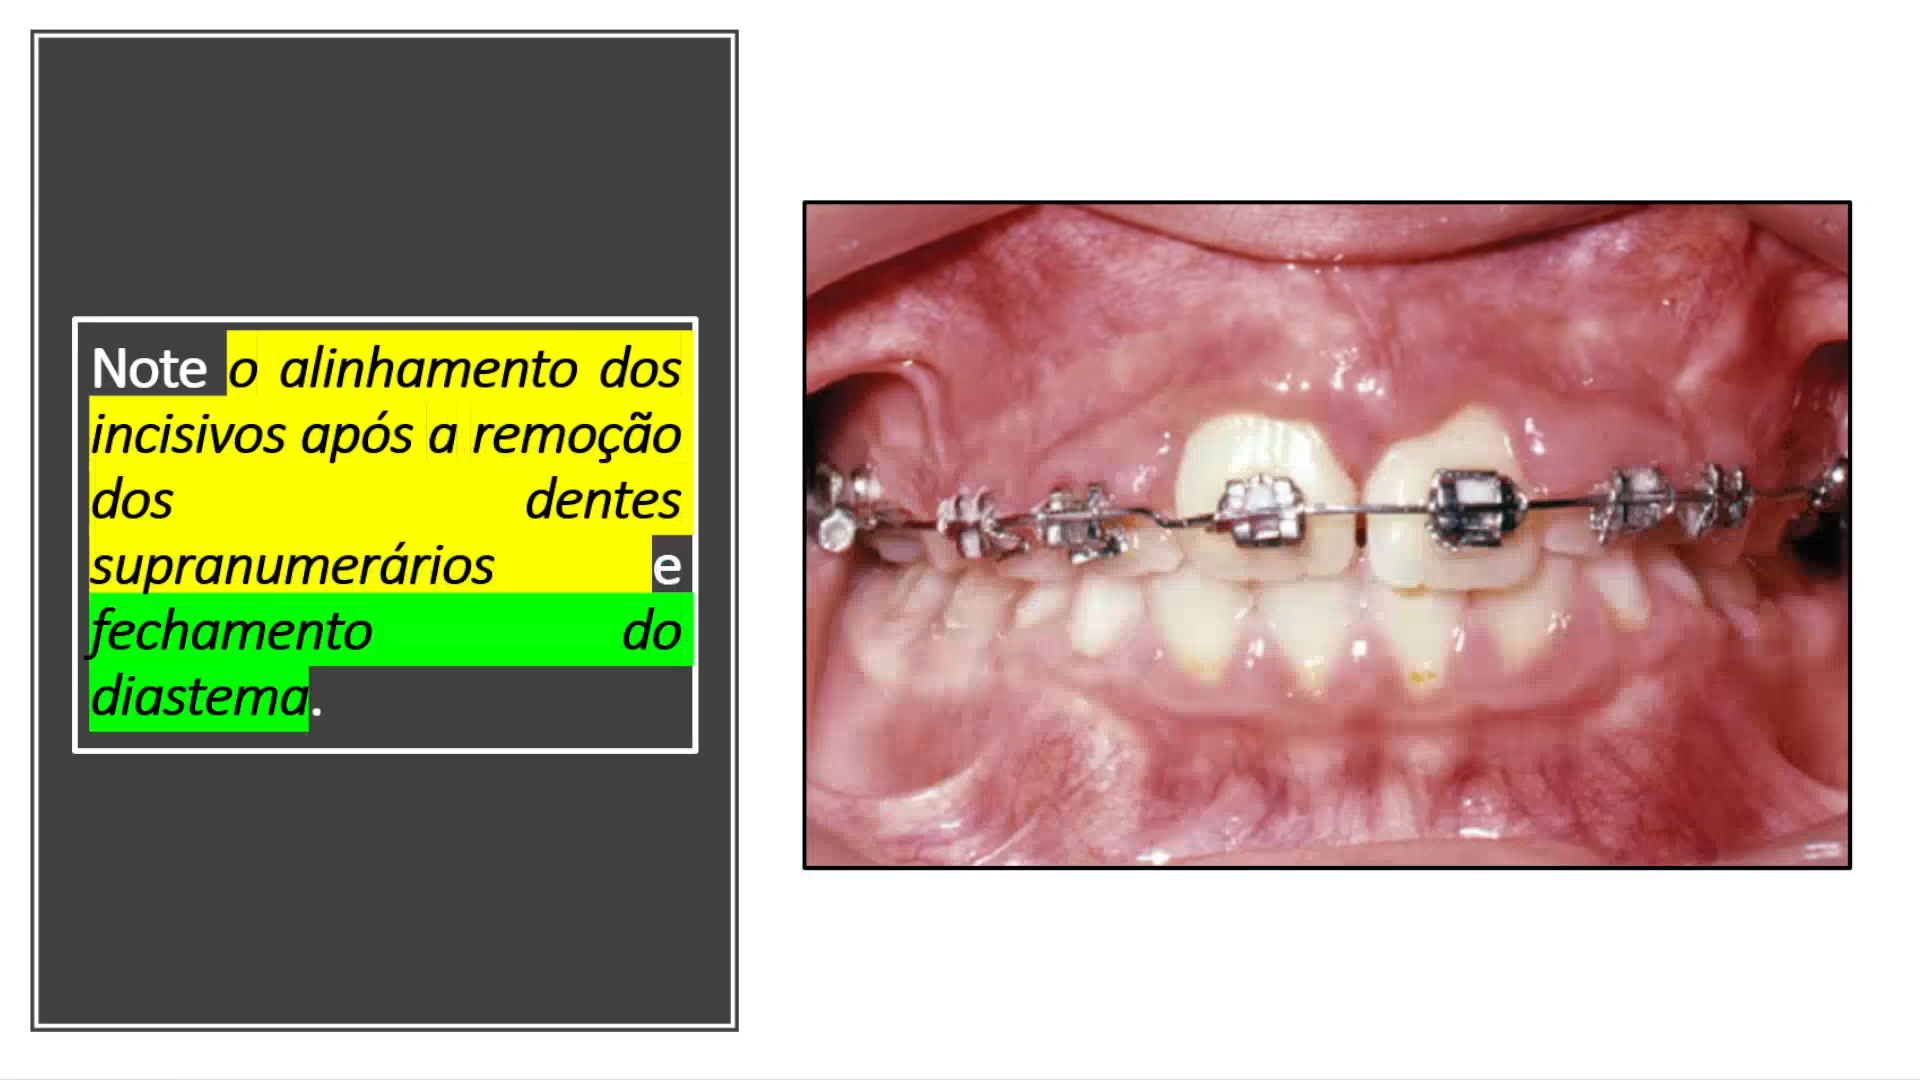 Note o alinhamento dos
incisivos após a remoção
dos dentes
supranumerários e
fechamento do
diastema.